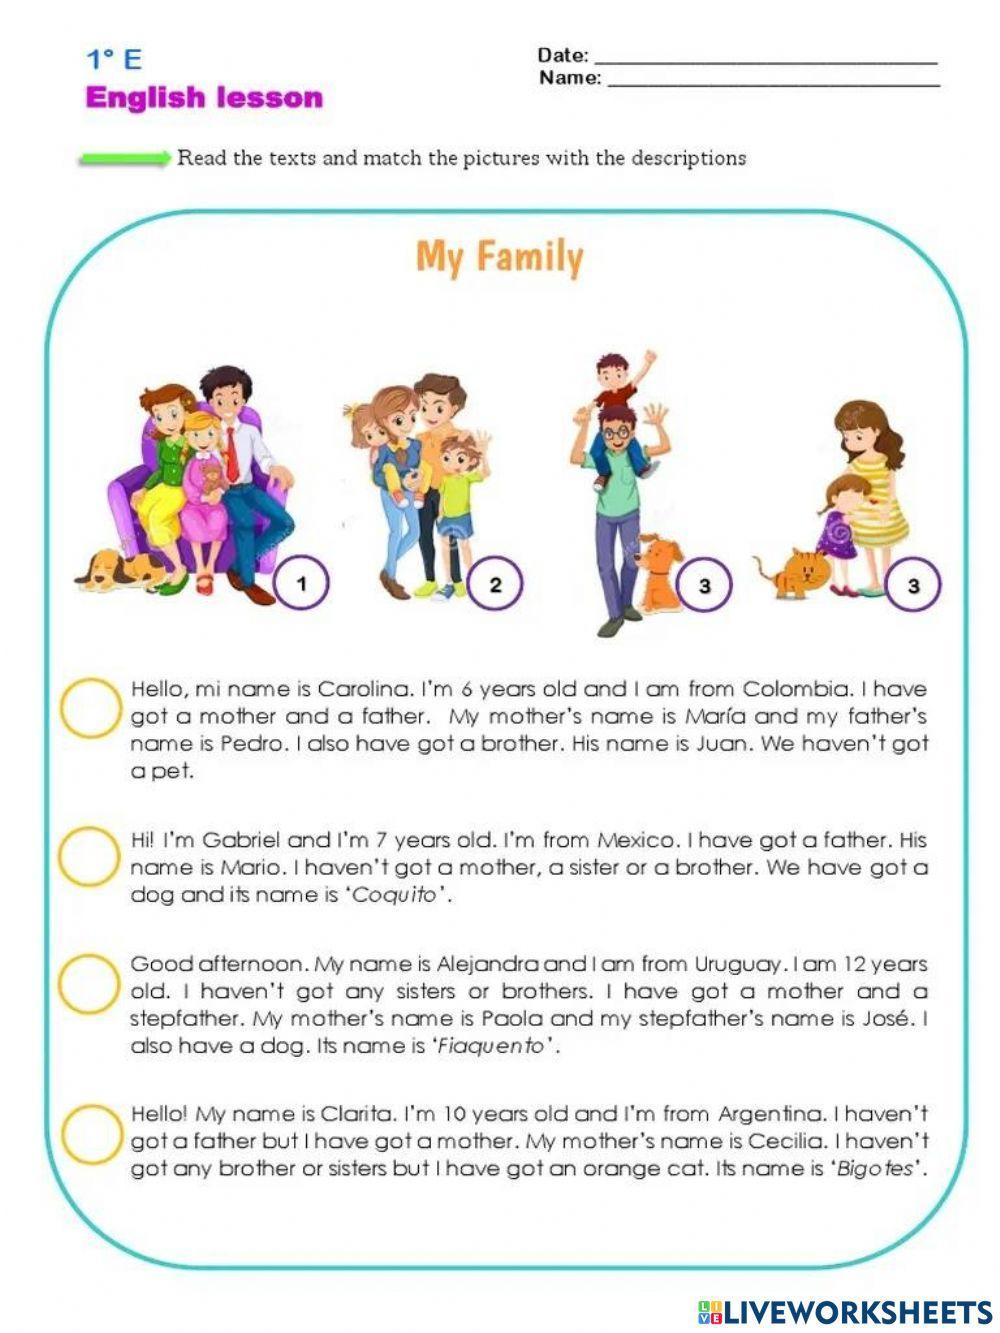 1° E
English lesson
Date: ______________________
Name: ______________________
Read the texts and match the pictures with the descriptions
My Family
1
2
3
3
Hello, mi name is Carolina. I'm 6 years old and I am from Colombia. I have
got a mother and a father. My mother's name is María and my father's
name is Pedro. I also have got a brother. His name is Juan. We haven't got
a pet.
Hi! I'm Gabriel and I'm 7 years old. I'm from Mexico. I have got a father. His
name is Mario. I haven't got a mother, a sister or a brother. We have got a
dog and its name is 'Coquito'.
Good afternoon. My name is Alejandra and I am from Uruguay. I am 12 years
old. I haven't got any sisters or brothers. I have got a mother and a
stepfather. My mother's name is Paola and my stepfather's name is José. I
also have a dog. Its name is 'Fiaquento'.
Hello! My name is Clarita. I'm 10 years old and I'm from Argentina. I haven't
got a father but I have got a mother. My mother's name is Cecilia. I haven't
got any brother or sisters but I have got an orange cat. Its name is 'Bigotes'.
LIVE LIVEWORKSHEETS